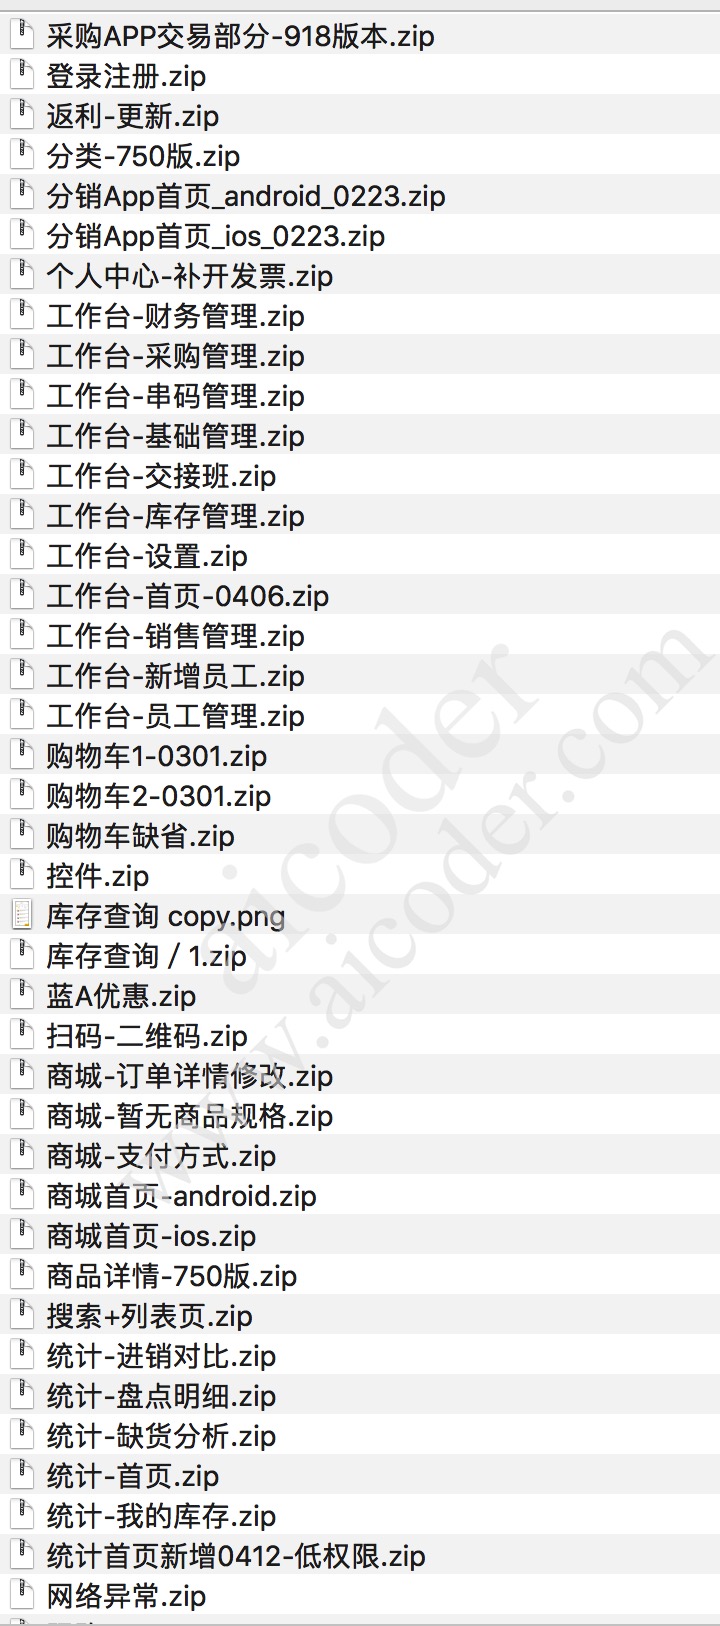 采购APP交易部分-918版本.zip
登录注册.zip
返利-更新.zip
分类-750版.zip
分销App首页_android_0223.zip
分销App首页_ios_0223.zip
个人中心-补开发票.zip
工作台-财务管理.zip
工作台-采购管理.zip
工作台-串码管理.zip
工作台-基础管理.zip
工作台-交接班.zip
工作台-库存管理.zip
工作台-设置.zip
工作台-首页-0406.zip
工作台-销售管理.zip
工作台-新增员工.zip
工作台-员工管理.zip
购物车1-0301.zip
购物车2-0301.zip
购物车缺省.zip
控件.zip
库存查询 copy.png
库存查询 / 1.zip
蓝A优惠.zip
扫码-二维码.zip
商城-订单详情修改.zip
商城-暂无商品规格.zip
商城-支付方式.zip
商城首页-android.zip
商城首页-ios.zip
商品详情-750版.zip
搜索+列表页.zip
统计-进销对比.zip
统计-盘点明细.zip
统计-缺货分析.zip
统计-首页.zip
统计-我的库存.zip
统计首页新增0412-低权限.zip
网络异常.zip
aicoder
www.aicoder.com